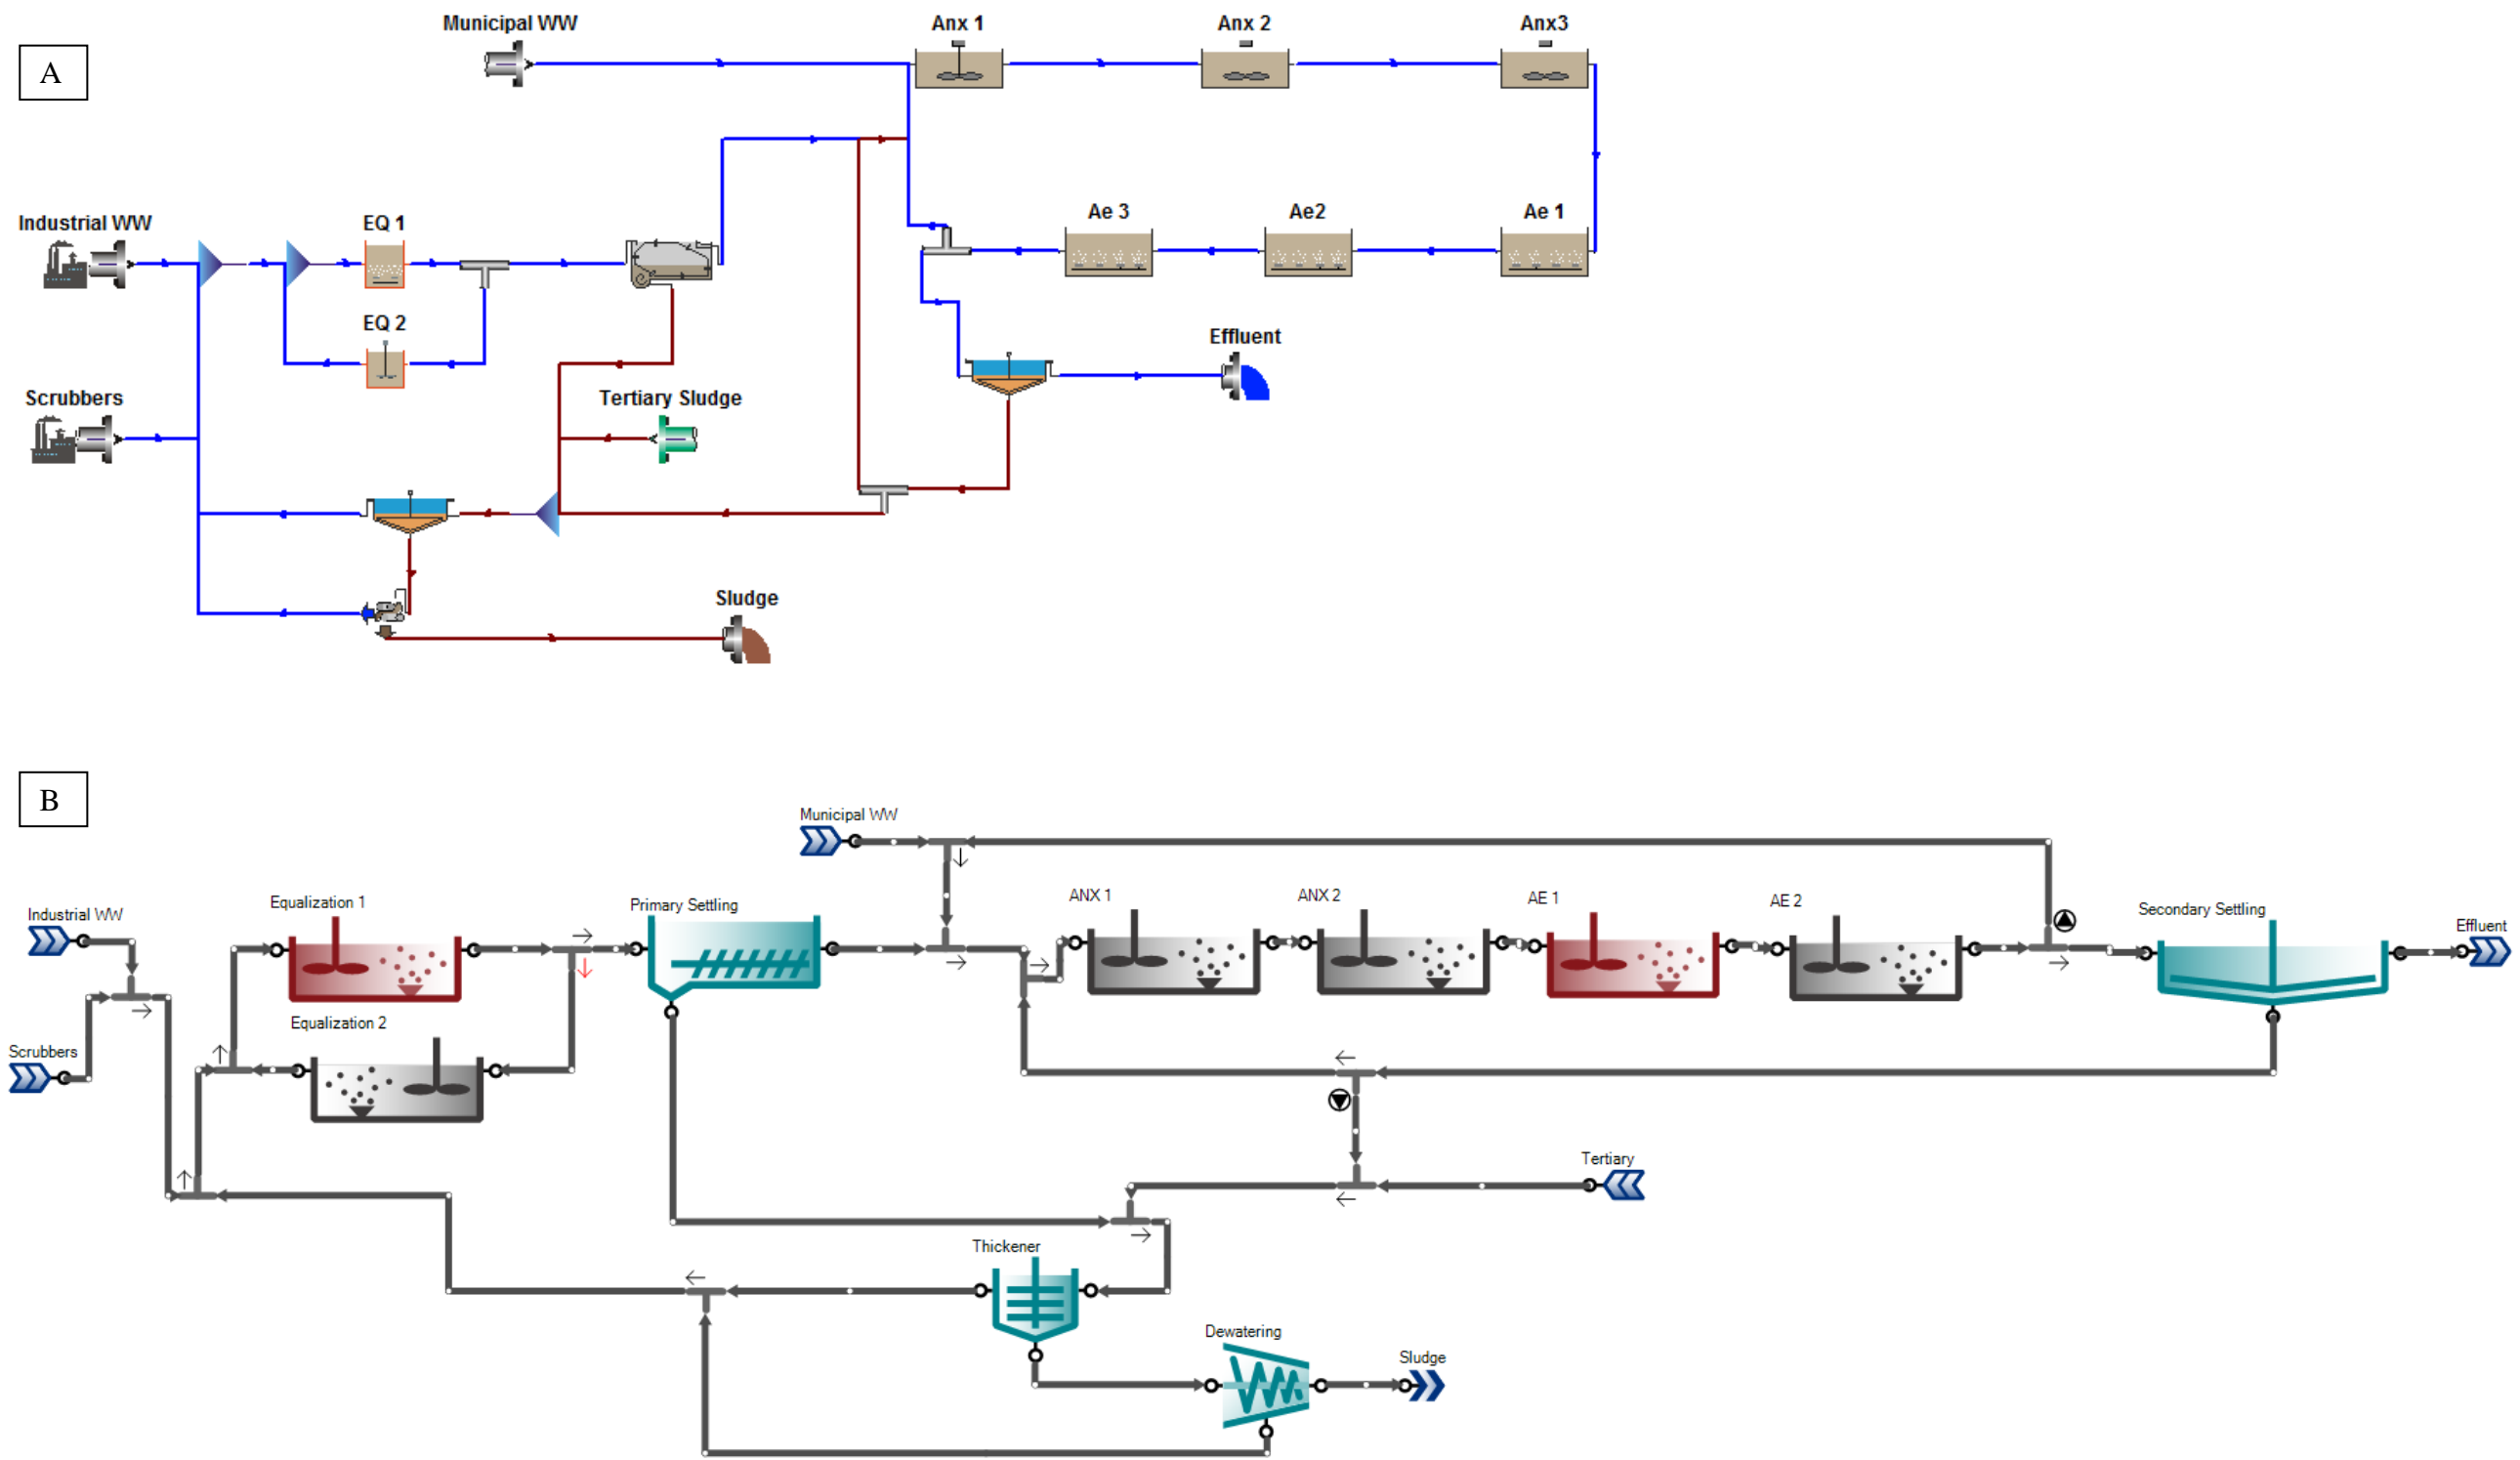 A
Municipal WW
Anx 1
Anx 2
Anx3
Industrial WW
EQ 1
Ae 3
Ae2
Ae 1
EQ 2
Effluent
Scrubbers
Tertiary Sludge
Sludge
B
Municipal WW
Equalization 1
Primary Settling
ANX 1
ANX 2
AE 1
AE 2
Secondary Settling
Industrial WW
Effluent
Equalization 2
Scrubbers
Tertiary
Thickener
Dewatering
Sludge